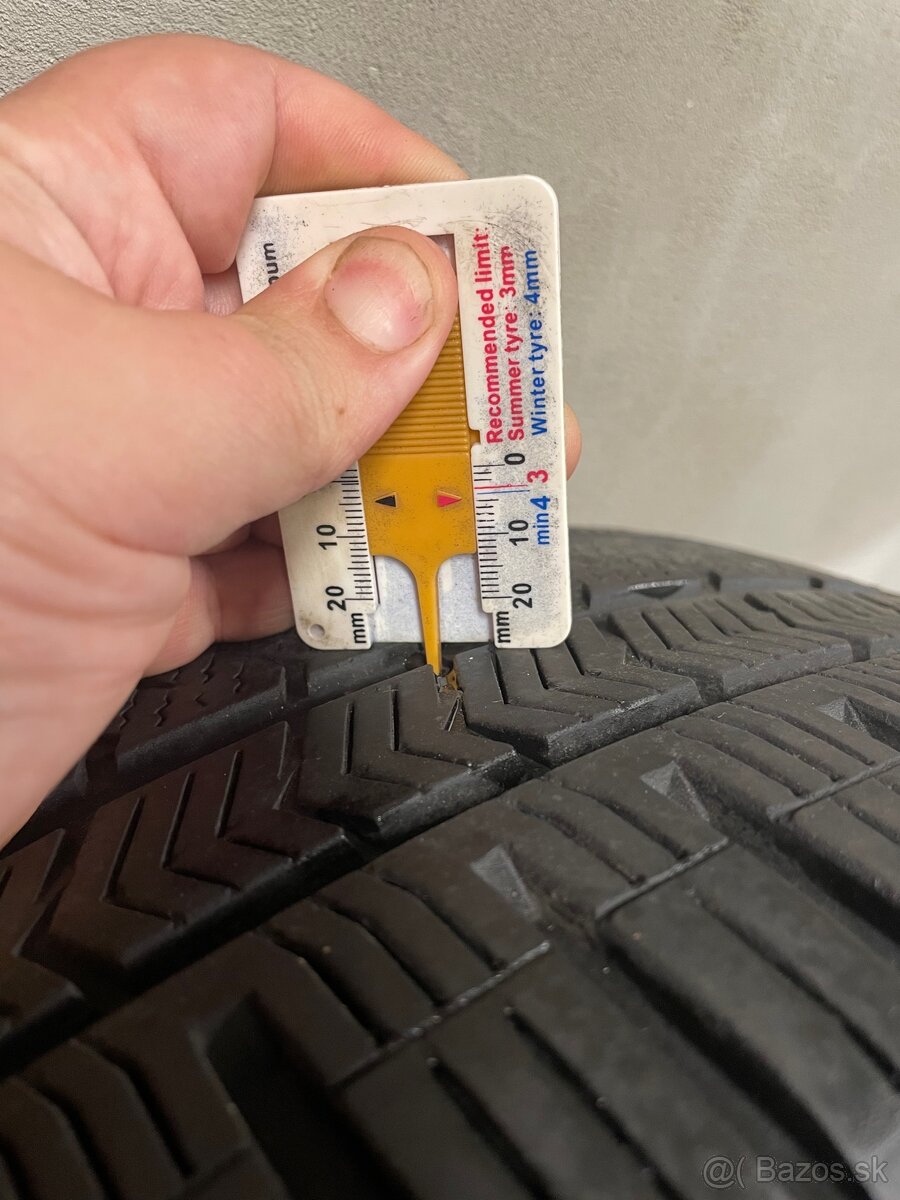 Recommended limit:
Summer tyre: 3mm
Winter tyre: 4mm
10
20
mm
0
10
20
mm
3
min4
@( Bazos.sk